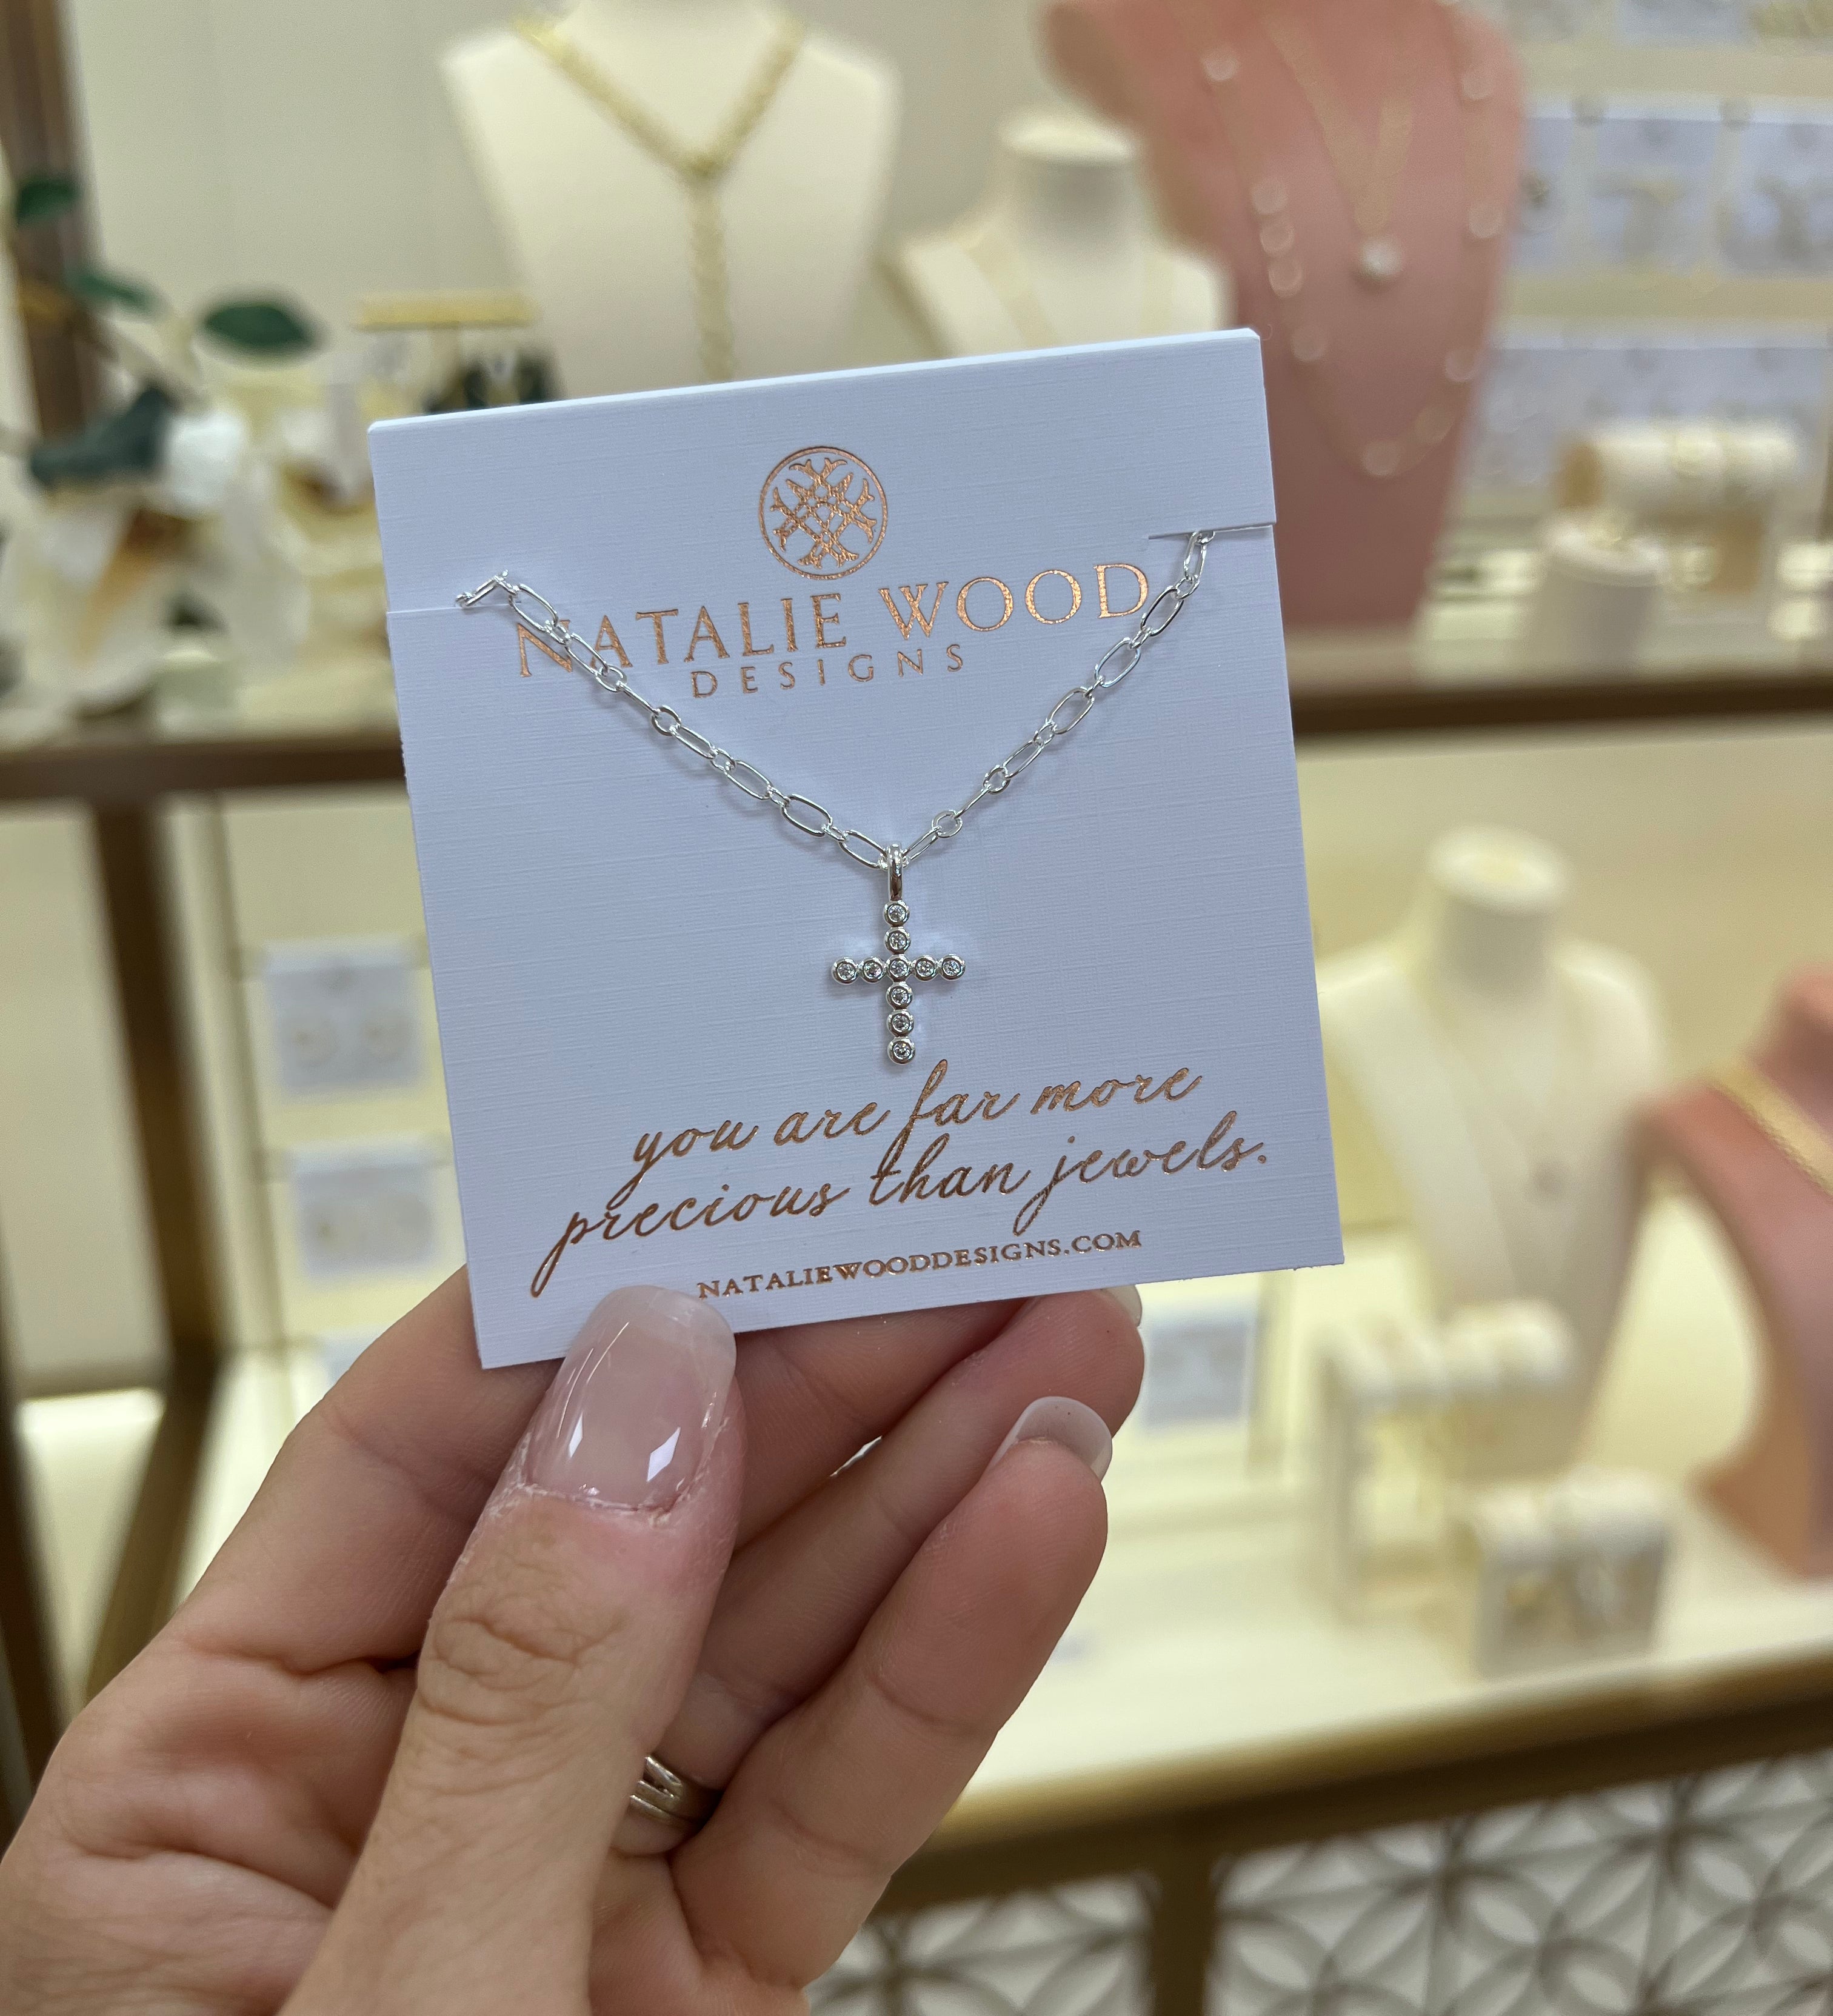 NATALIE WOOD
DESIGNS
you are far more
precious than jewels.
NATALIEWOODDESIGNS.COM